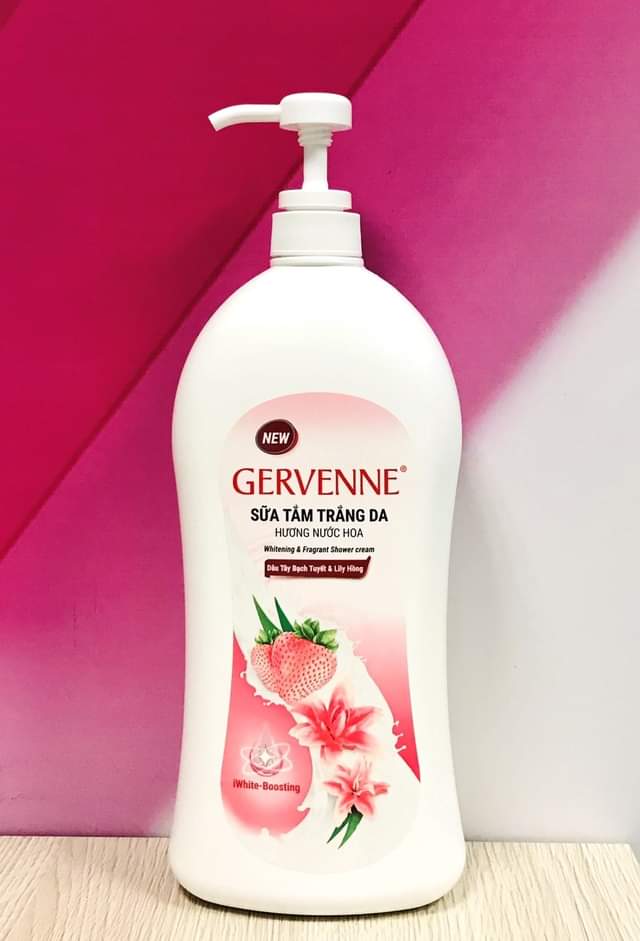 NEW
GERVENNE®
SỮA TẮM TRẮNG DA
HƯƠNG NƯỚC HOA
Whitening & Fragrant Shower cream
Dâu Tây Bạch Tuyết & Lily Hồng
iWhite-Boosting